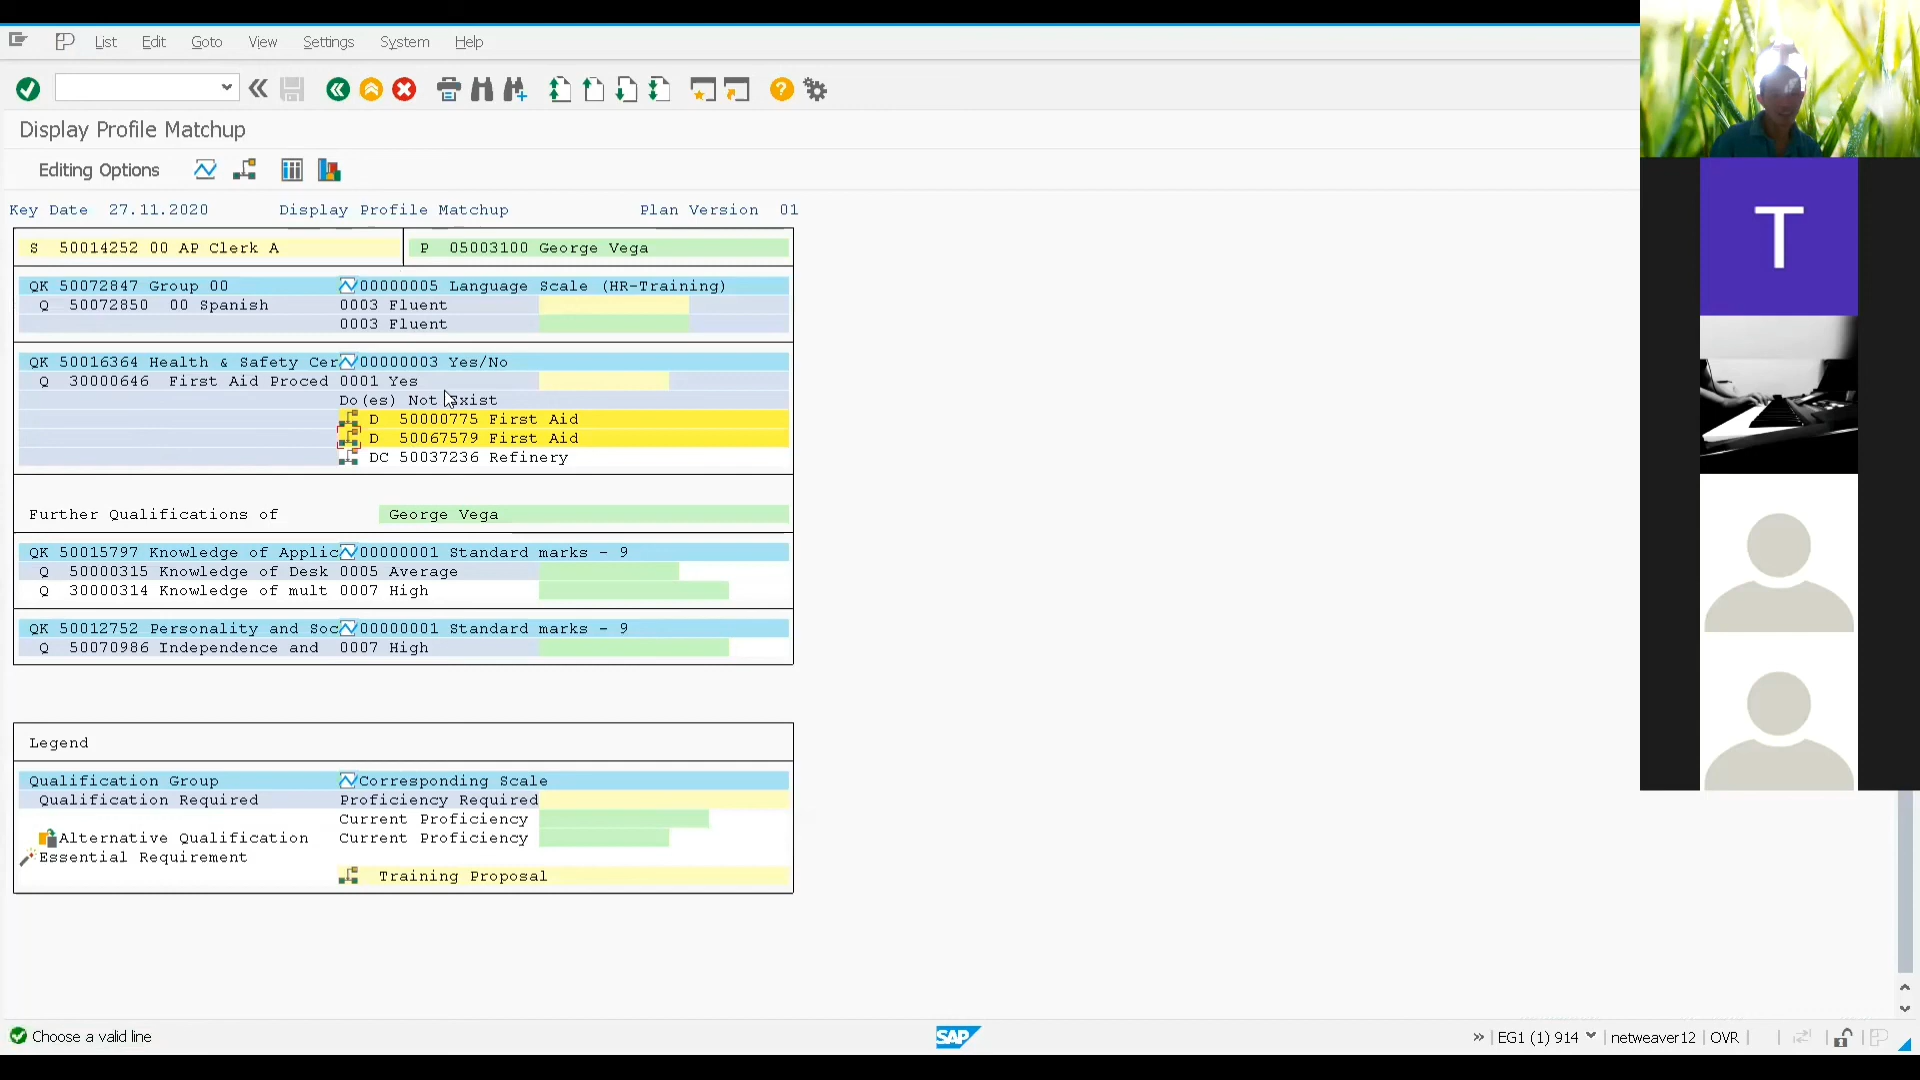 List Edit Goto View Settings System Help
Display Profile Matchup
Editing Options
Key Date 27.11.2020 Display Profile Matchup Plan Version 01
S 50014252 00 AP Clerk A P 05003100 George Vega
QK 50072847 Group 00 00000005 Language Scale (HR-Training)
Q 50072850 00 Spanish 0003 Fluent
0003 Fluent
QK 50016364 Health & Safety Cer 00000003 Yes/No
Q 30000646 First Aid Proced 0001 Yes
Do(es) Not Exist
D 50000775 First Aid
D 50067579 First Aid
DC 50037236 Refinery
Further Qualifications of George Vega
QK 50015797 Knowledge of Applic 00000001 Standard marks - 9
Q 50000315 Knowledge of Desk 0005 Average
Q 30000314 Knowledge of mult 0007 High
QK 50012752 Personality and Soc 00000001 Standard marks - 9
Q 50070986 Independence and 0007 High
Legend
Qualification Group Corresponding Scale
Qualification Required Proficiency Required
Current Proficiency
Alternative Qualification Current Proficiency
Essential Requirement
Training Proposal
Choose a valid line SAP EG1 (1) 914 netweaver12 OVR
T